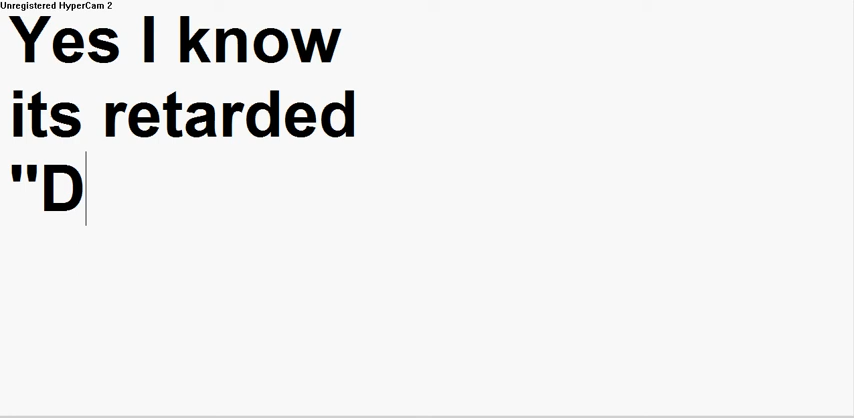 Unregistered HyperCam 2
Yes I know
its retarded
"D